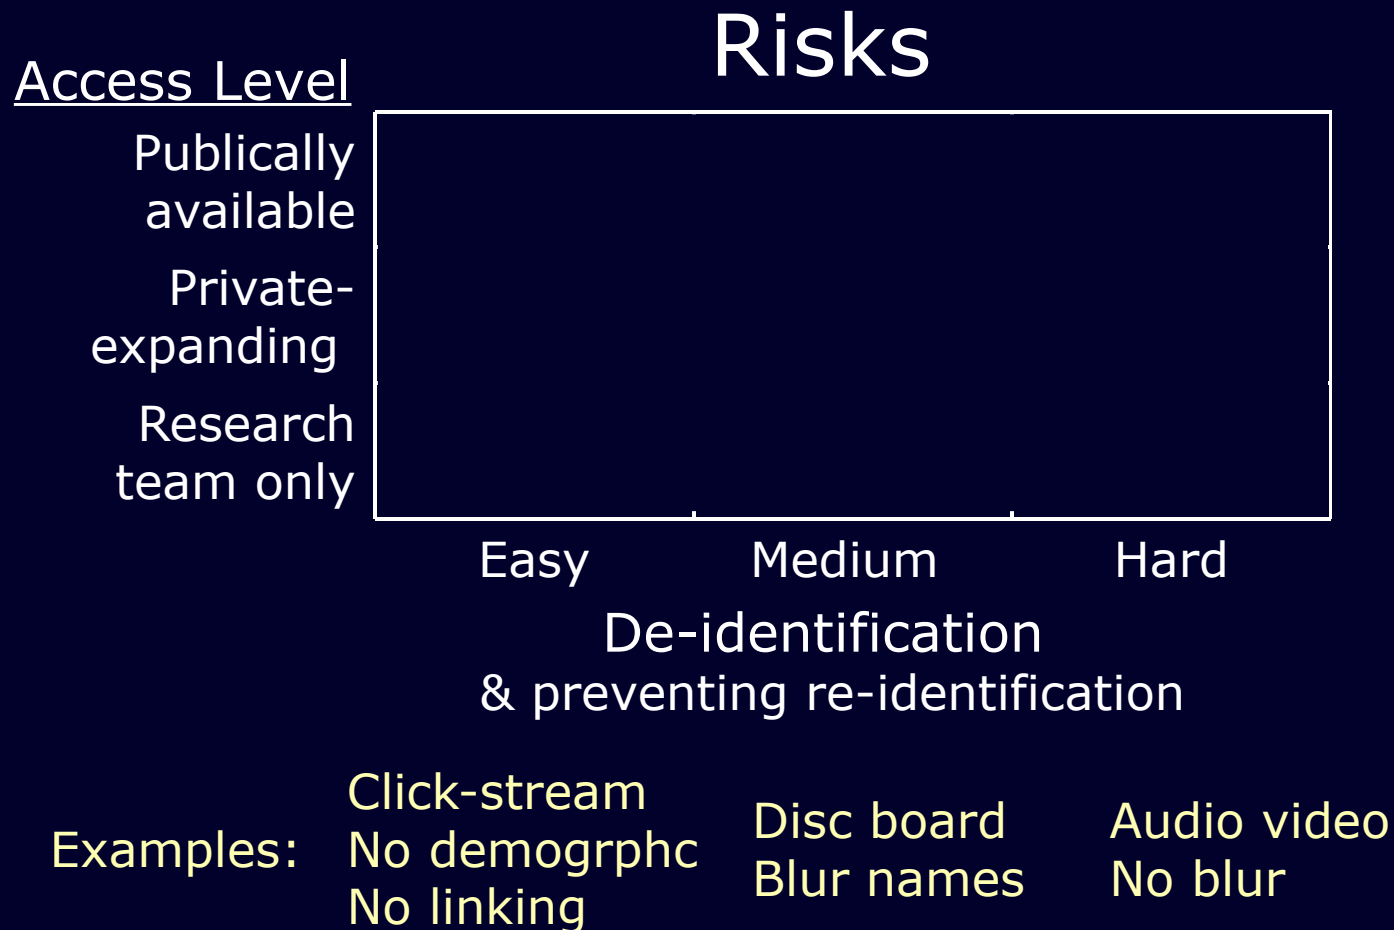 Risks
Access Level
Publically
available
Private-
expanding
Research
team only
Easy Medium Hard
De-identification
& preventing re-identification
Examples:
Click-stream
No demogrphc
No linking
Disc board
Blur names
Audio video
No blur